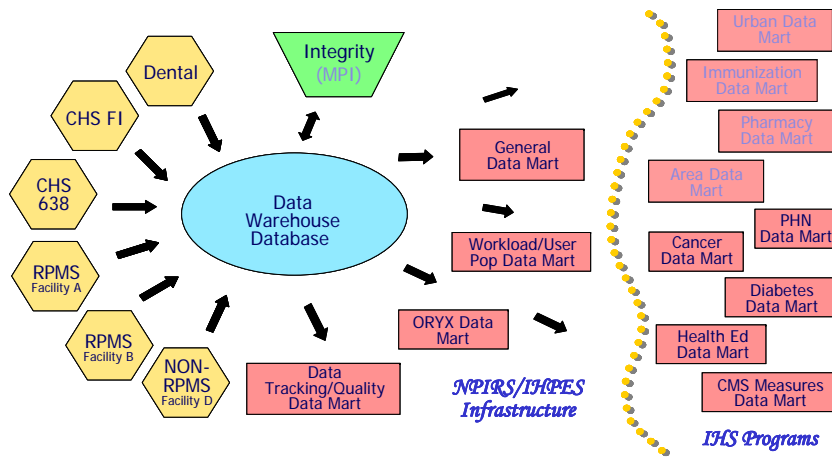 Dental
CHS FI
CHS
638
RPMS
Facility A
RPMS
Facility B
NON-
RPMS
Facility D
Integrity
(MPI)
Data
Warehouse
Database
General
Data Mart
Workload/User
Pop Data Mart
ORYX Data
Mart
Data
Tracking/Quality
Data Mart
NPIRS/IHPES
Infrastructure
Urban Data
Mart
Immunization
Data Mart
Pharmacy
Data Mart
Area Data
Mart
PHN
Data Mart
Cancer
Data Mart
Diabetes
Data Mart
Health Ed
Data Mart
CMS Measures
Data Mart
IHS Programs